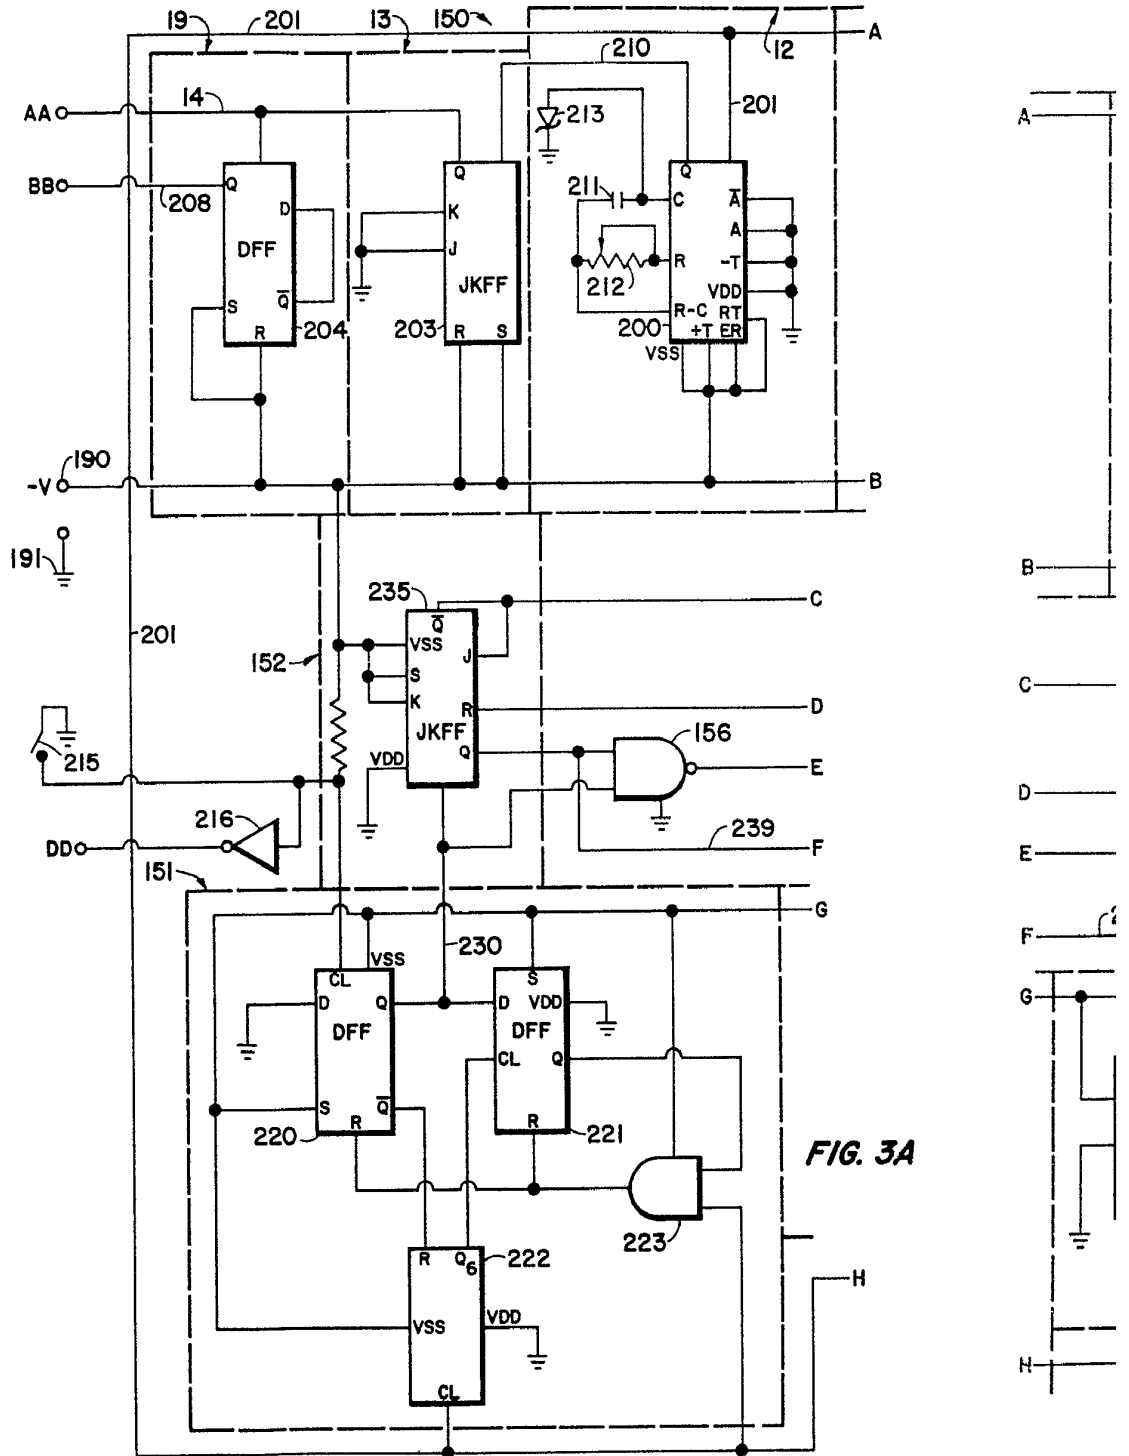 19
201
13
150
12
A
210
AA
14
213
201
A
BB
208
Q
Q
Q
211
C
A̅
D
K
A
DFF
J
R
-T
JKFF
212
VDD
S
Q̅
R-C
RT
R
204
203
R
S
200
+T
ER
VSS
-V
190
B
191
B
235
Q̅
C
201
152
VSS
J
S
C
K
R
D
JKFF
156
215
VDD
Q
E
D
216
DD
239
F
E
151
G
F
230
VSS
CL
S
G
D
Q
D
VDD
DFF
DFF
CL
Q
S
Q̅
R
R
220
221
FIG. 3A
223
R
Q6
222
H
VSS
VDD
H
CL